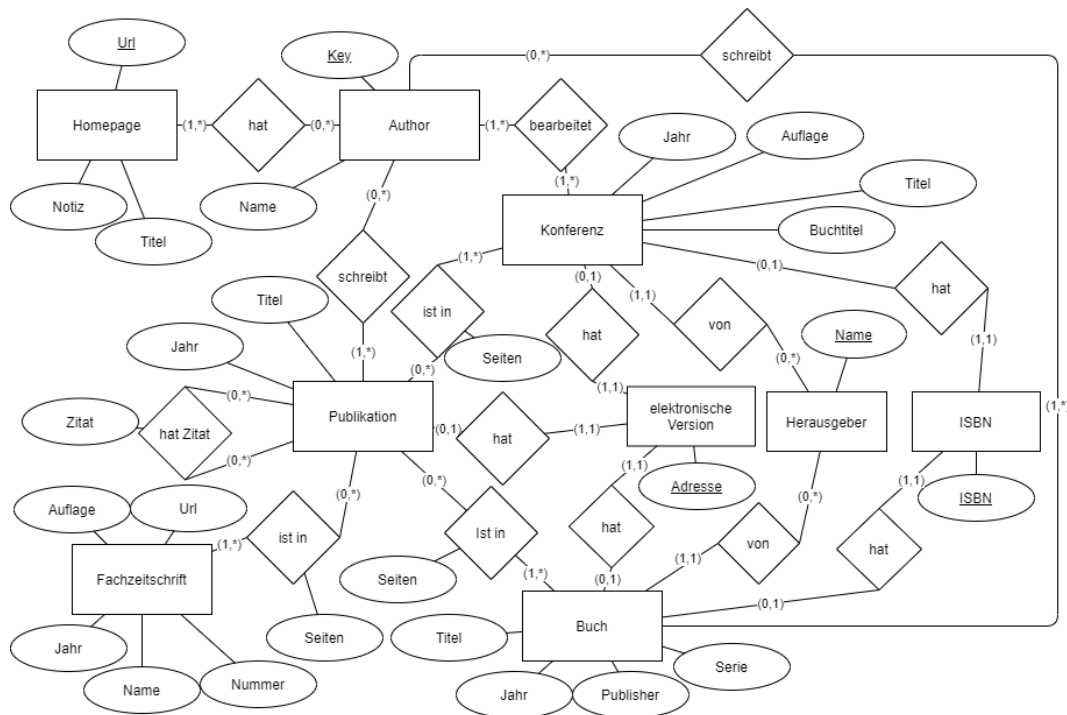 Url
Key
(0,*)
schreibt
Homepage
(1,*)
hat
(0,*)
Author
(1,*)
bearbeitet
Jahr
Auflage
(1,*)
Titel
Notiz
Name
(0,*)
Konferenz
Buchtitel
Titel
(1,*)
(0,1)
(1,1)
(0,1)
hat
schreibt
Titel
ist in
hat
von
Name
(1,1)
Jahr
(1,*)
Seiten
(0,*)
(0,*)
(1,1)
(0,*)
Publikation
elektronische
Version
Herausgeber
ISBN
(1,*)
Zitat
hat Zitat
(0,1)
hat
(1,1)
(0,*)
(0,*)
(0,*)
(1,1)
(0,*)
(1,1)
Adresse
ISBN
Auflage
Url
ist in
Ist in
hat
von
hat
(1,*)
Fachzeitschrift
Seiten
(1,*)
(0,1)
(1,1)
(0,1)
Jahr
Seiten
Titel
Buch
Serie
Name
Nummer
Jahr
Publisher